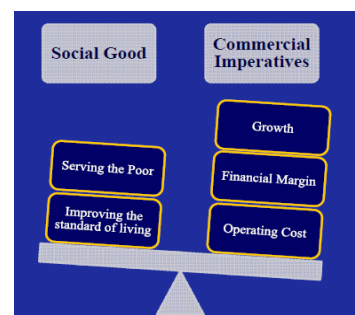 Social Good
Commercial
Imperatives
Growth
Serving the Poor
Financial Margin
Improving the
standard of living
Operating Cost